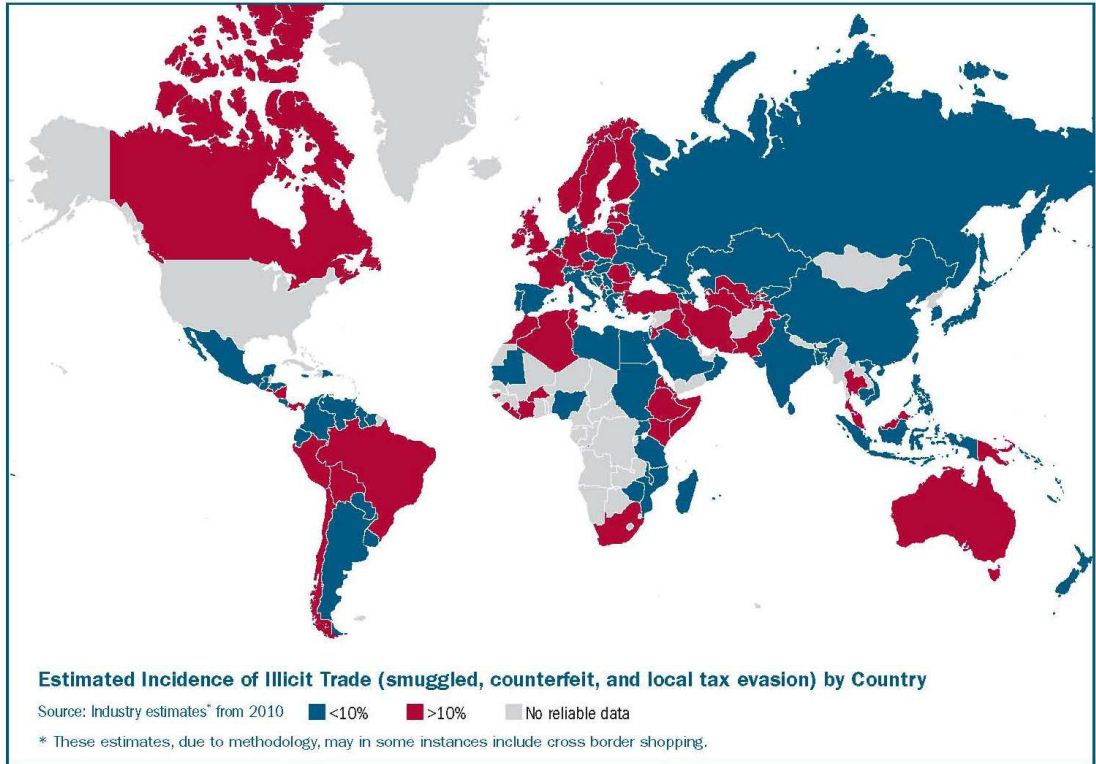 Estimated Incidence of Illicit Trade (smuggled, counterfeit, and local tax evasion) by Country
Source: Industry estimates* from 2010 <10% >10% No reliable data
* These estimates, due to methodology, may in some instances include cross border shopping.